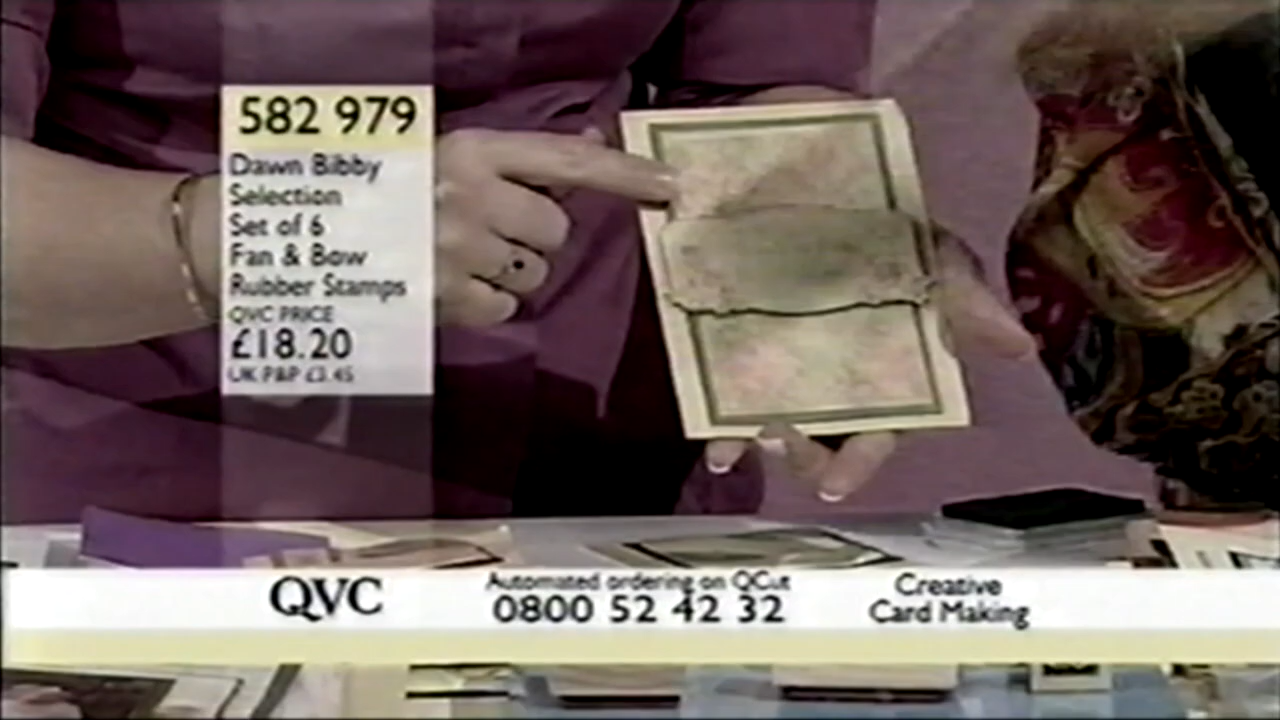 582 979
Dawn Bibby
Selection
Set of 6
Fan & Bow
Rubber Stamps
QVC PRICE
£18.20
UK P&P £3.45
QVC
Automated ordering on QCut
0800 52 42 32
Creative
Card Making